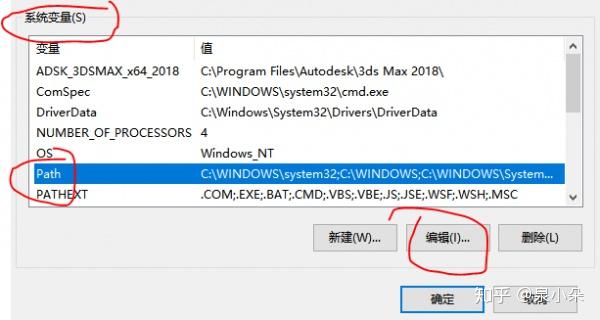 系统变量(S)
变量 值
ADSK_3DSMAX_x64_2018 C:\Program Files\Autodesk\3ds Max 2018\
ComSpec C:\WINDOWS\system32\cmd.exe
DriverData C:\Windows\System32\Drivers\DriverData
NUMBER_OF_PROCESSORS 4
OS Windows_NT
Path C:\WINDOWS\system32;C:\WINDOWS;C:\WINDOWS\System...
PATHEXT .COM;.EXE;.BAT;.CMD;.VBS;.VBE;.JS;.JSE;.WSF;.WSH;.MSC
新建(W)... 编辑(I)... 删除(L)
确定 取消
知乎 @泉小朵